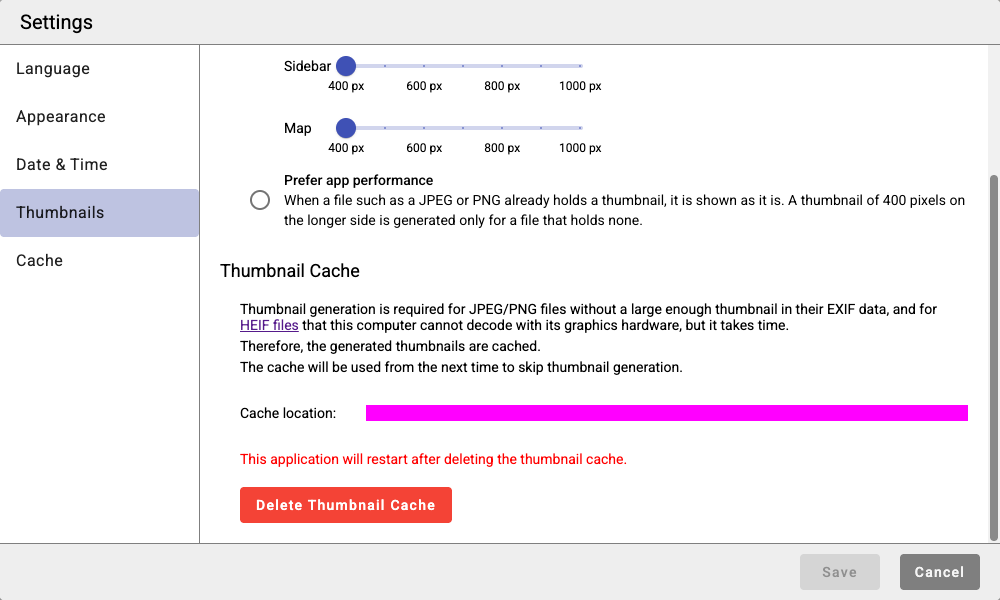 Settings
Language
Appearance
Date & Time
Thumbnails
Cache
Sidebar
400 px 600 px 800 px 1000 px
Map
400 px 600 px 800 px 1000 px
Prefer app performance
When a file such as a JPEG or PNG already holds a thumbnail, it is shown as it is. A thumbnail of 400 pixels on
the longer side is generated only for a file that holds none.
Thumbnail Cache
Thumbnail generation is required for JPEG/PNG files without a large enough thumbnail in their EXIF data, and for
HEIF files that this computer cannot decode with its graphics hardware, but it takes time.
Therefore, the generated thumbnails are cached.
The cache will be used from the next time to skip thumbnail generation.
Cache location:
This application will restart after deleting the thumbnail cache.
Delete Thumbnail Cache
Save
Cancel